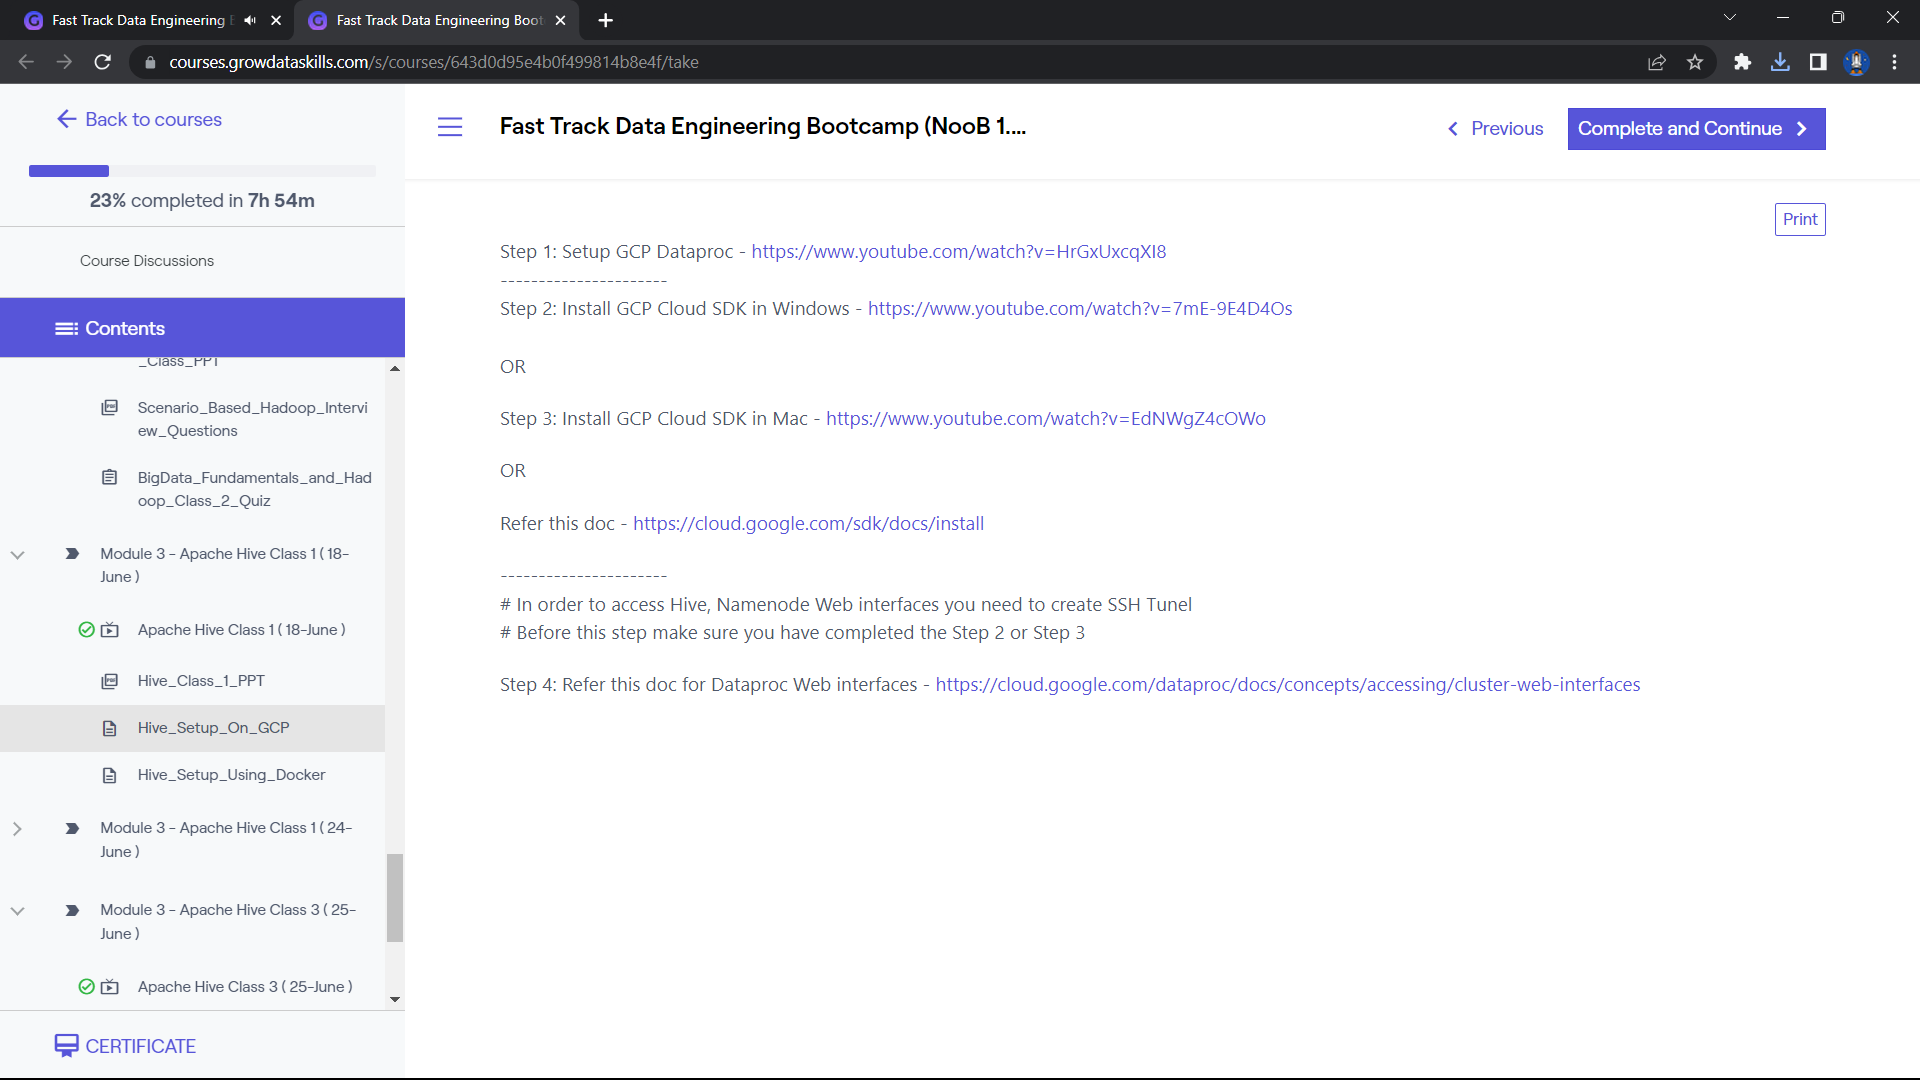 Fast Track Data Engineering B
Fast Track Data Engineering Boot
courses.growdataskills.com/s/courses/643d0d95e4b0f499814b8e4f/take
Back to courses
23% completed in 7h 54m
Course Discussions
Contents
_Class_PPT
Scenario_Based_Hadoop_Intervi
ew_Questions
BigData_Fundamentals_and_Had
oop_Class_2_Quiz
Module 3 - Apache Hive Class 1 ( 18-
June )
Apache Hive Class 1 ( 18-June )
Hive_Class_1_PPT
Hive_Setup_On_GCP
Hive_Setup_Using_Docker
Module 3 - Apache Hive Class 1 ( 24-
June )
Module 3 - Apache Hive Class 3 ( 25-
June )
Apache Hive Class 3 ( 25-June )
CERTIFICATE
Fast Track Data Engineering Bootcamp (NooB 1....
Previous
Complete and Continue
Print
Step 1: Setup GCP Dataproc - https://www.youtube.com/watch?v=HrGxUxcqXI8
----------------------
Step 2: Install GCP Cloud SDK in Windows - https://www.youtube.com/watch?v=7mE-9E4D4Os
OR
Step 3: Install GCP Cloud SDK in Mac - https://www.youtube.com/watch?v=EdNWgZ4cOWo
OR
Refer this doc - https://cloud.google.com/sdk/docs/install
----------------------
# In order to access Hive, Namenode Web interfaces you need to create SSH Tunel
# Before this step make sure you have completed the Step 2 or Step 3
Step 4: Refer this doc for Dataproc Web interfaces - https://cloud.google.com/dataproc/docs/concepts/accessing/cluster-web-interfaces